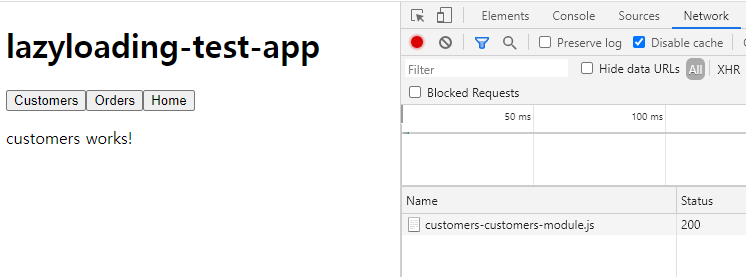 lazyloading-test-app
Customers Orders Home
customers works!
Elements Console Sources Network
Preserve log Disable cache
Filter Hide data URLs All XHR
Blocked Requests
50 ms 100 ms
Name Status
customers-customers-module.js 200